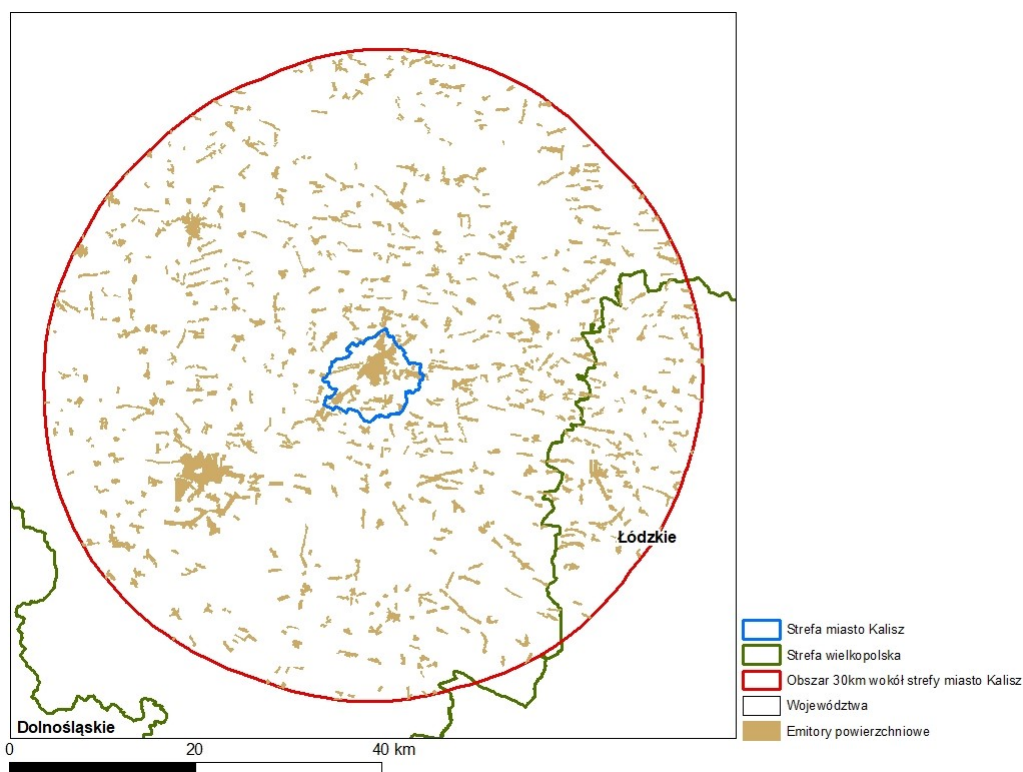 Łódzkie
Dolnośląskie
0 20 40 km
Strefa miasto Kalisz
Strefa wielkopolska
Obszar 30km wokół strefy miasto Kalisz
Województwa
Emitory powierzchniowe